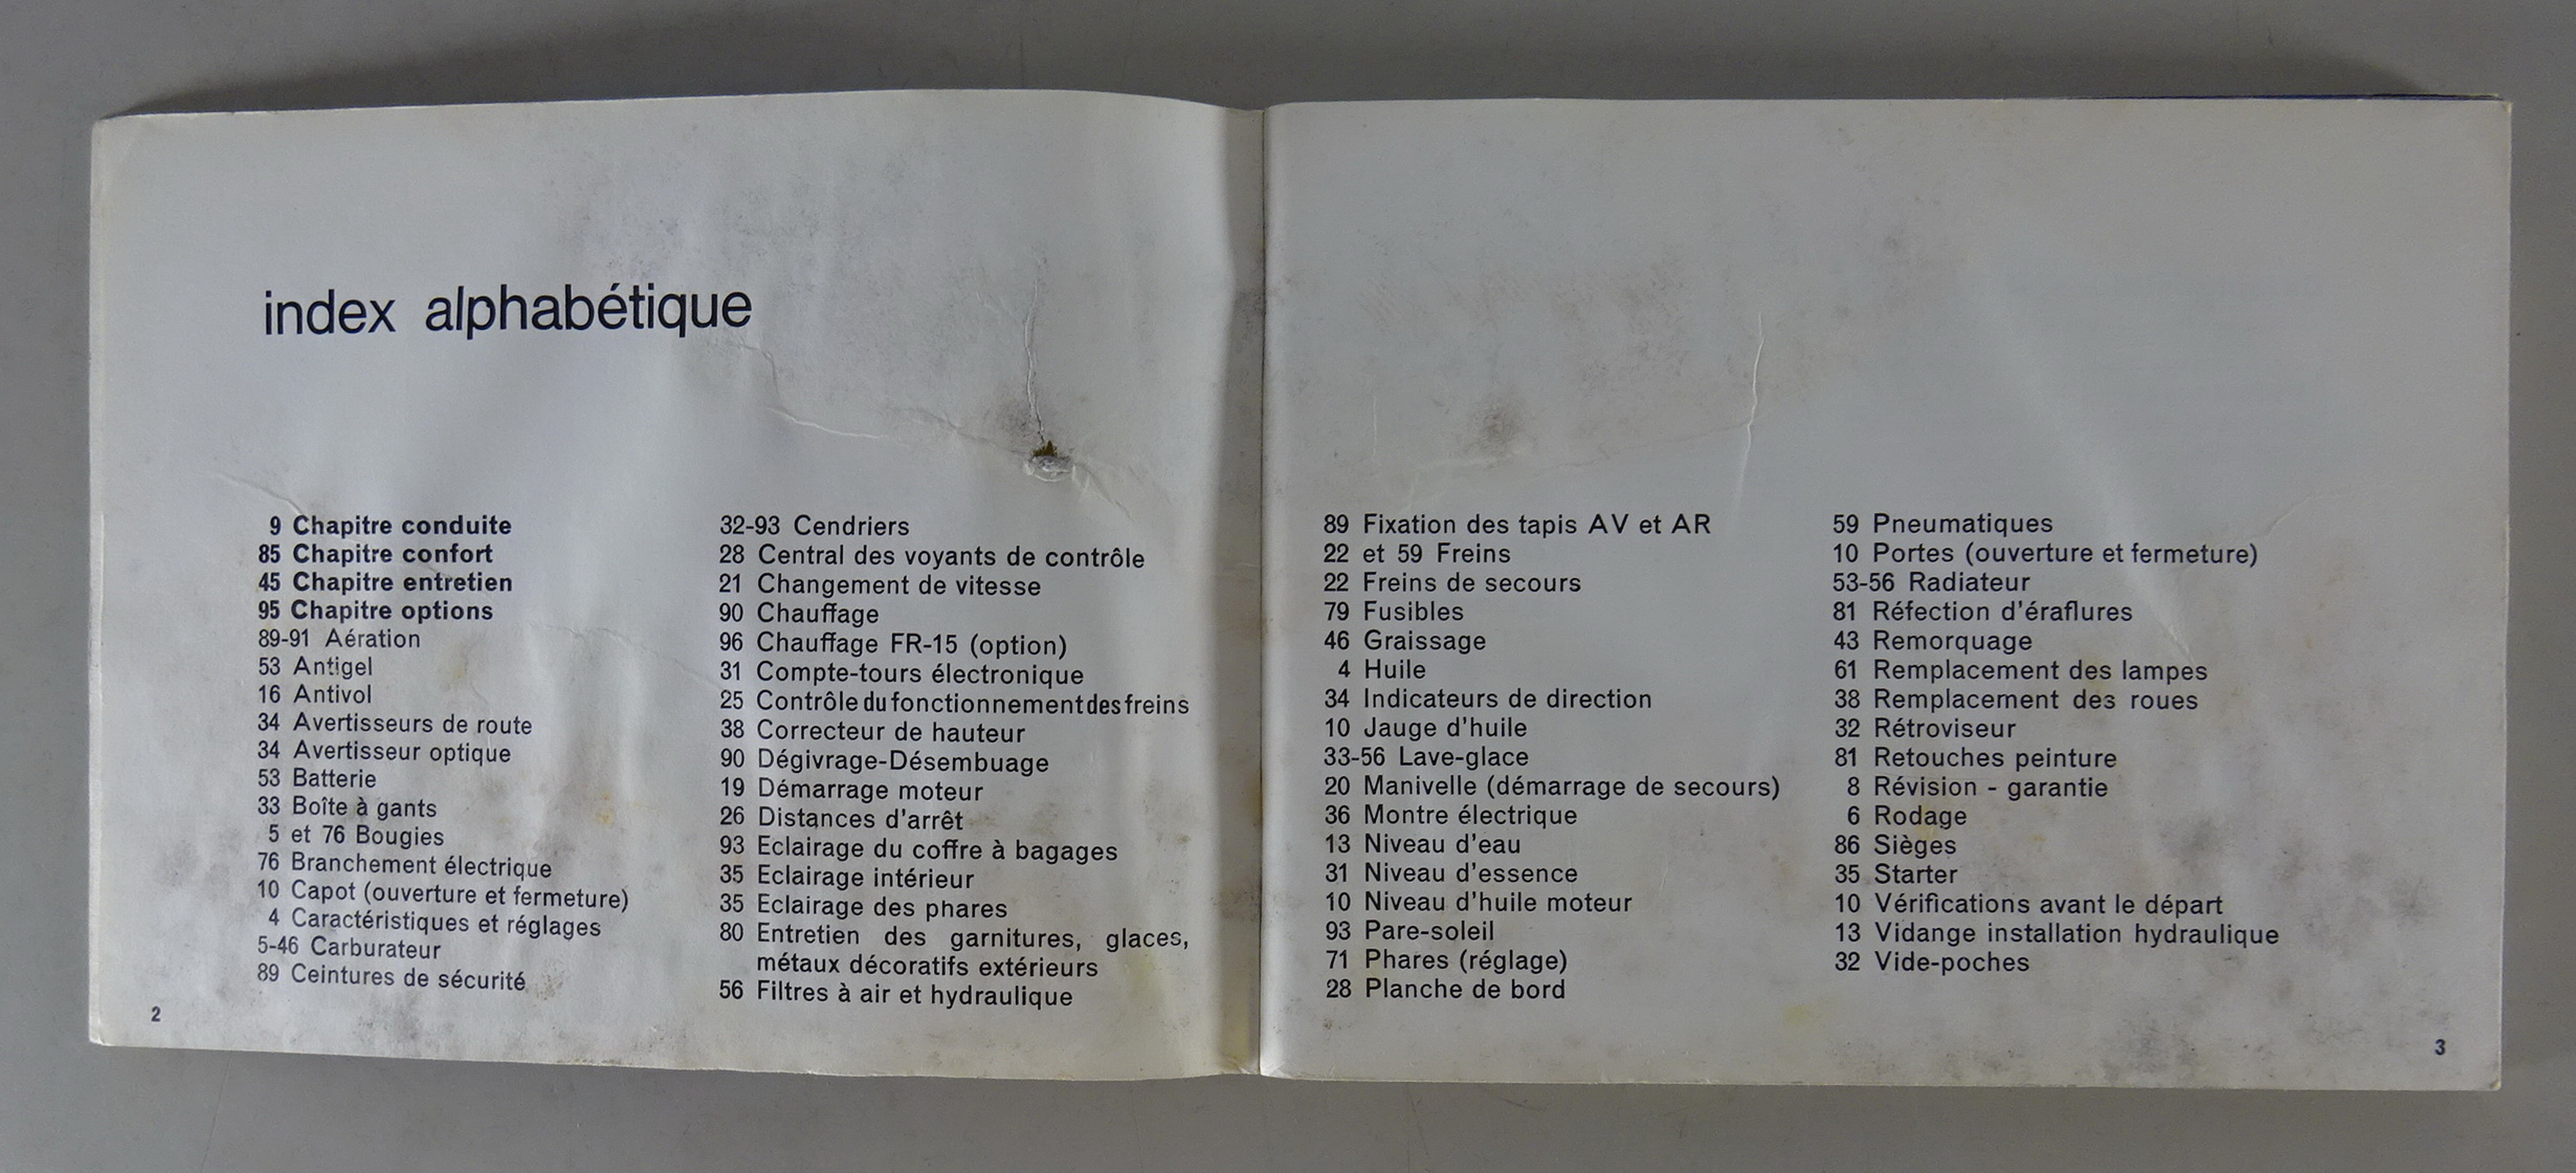 index alphabétique
9 Chapitre conduite
85 Chapitre confort
45 Chapitre entretien
95 Chapitre options
89-91 Aération
53 Antigel
16 Antivol
34 Avertisseurs de route
34 Avertisseur optique
53 Batterie
33 Boîte à gants
5 et 76 Bougies
76 Branchement électrique
10 Capot (ouverture et fermeture)
4 Caractéristiques et réglages
5-46 Carburateur
89 Ceintures de sécurité
32-93 Cendriers
28 Central des voyants de contrôle
21 Changement de vitesse
90 Chauffage
96 Chauffage FR-15 (option)
31 Compte-tours électronique
25 Contrôle du fonctionnement des freins
38 Correcteur de hauteur
90 Dégivrage-Désembuage
19 Démarrage moteur
26 Distances d'arrêt
93 Eclairage du coffre à bagages
35 Eclairage intérieur
35 Eclairage des phares
80 Entretien des garnitures, glaces,
métaux décoratifs extérieurs
56 Filtres à air et hydraulique
2
89 Fixation des tapis AV et AR
22 et 59 Freins
22 Freins de secours
79 Fusibles
46 Graissage
4 Huile
34 Indicateurs de direction
10 Jauge d'huile
33-56 Lave-glace
20 Manivelle (démarrage de secours)
36 Montre électrique
13 Niveau d'eau
31 Niveau d'essence
10 Niveau d'huile moteur
93 Pare-soleil
71 Phares (réglage)
28 Planche de bord
59 Pneumatiques
10 Portes (ouverture et fermeture)
53-56 Radiateur
81 Réfection d'éraflures
43 Remorquage
61 Remplacement des lampes
38 Remplacement des roues
32 Rétroviseur
81 Retouches peinture
8 Révision - garantie
6 Rodage
86 Sièges
35 Starter
10 Vérifications avant le départ
13 Vidange installation hydraulique
32 Vide-poches
3